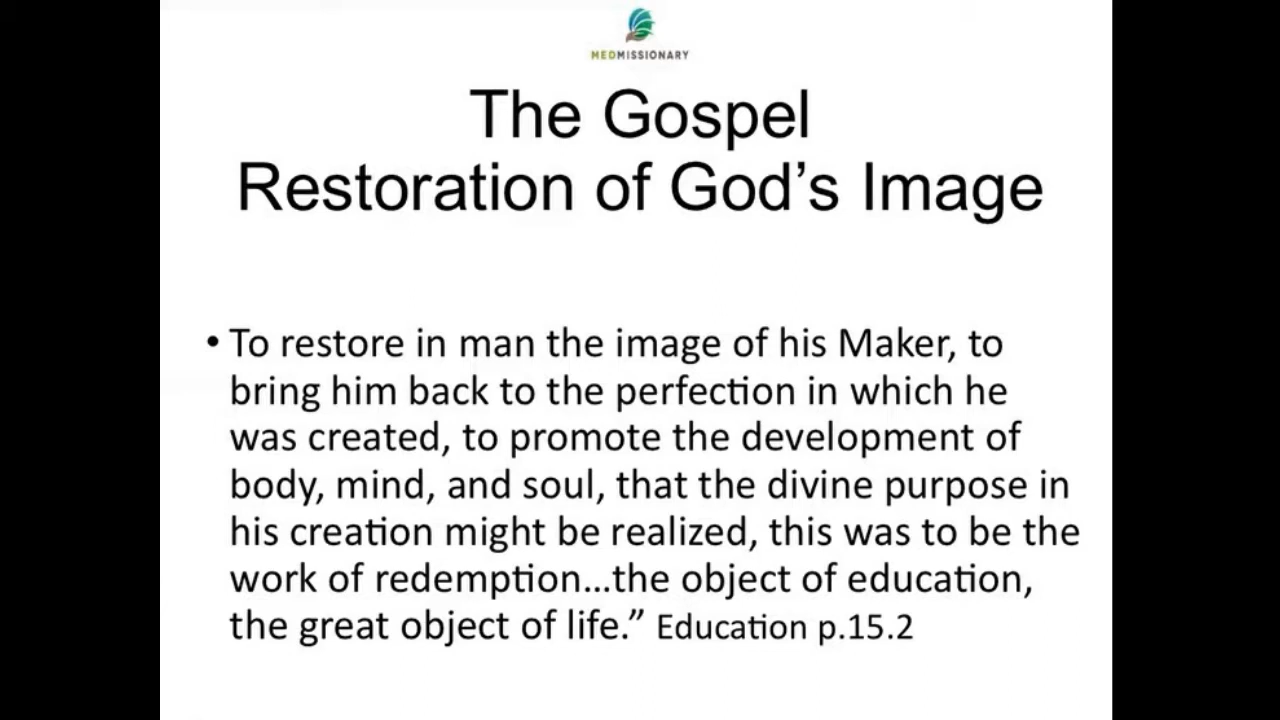 MEDMISSIONARY
The Gospel
Restoration of God’s Image
• To restore in man the image of his Maker, to
bring him back to the perfection in which he
was created, to promote the development of
body, mind, and soul, that the divine purpose in
his creation might be realized, this was to be the
work of redemption…the object of education,
the great object of life.” Education p.15.2